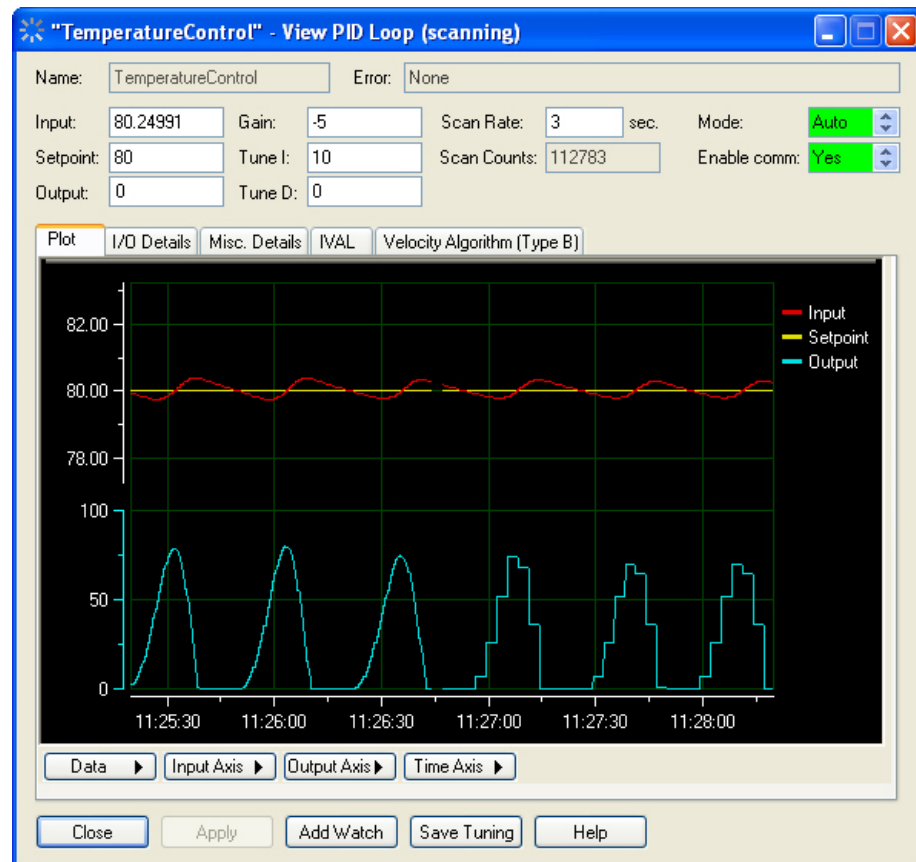 "TemperatureControl" - View PID Loop (scanning)
Name: TemperatureControl Error: None
Input: 80.24991 Gain: -5 Scan Rate: 3 sec. Mode: Auto
Setpoint: 80 Tune I: 10 Scan Counts: 112783 Enable comm: Yes
Output: 0 Tune D: 0
Plot I/O Details Misc. Details IVAL Velocity Algorithm (Type B)
82.00
80.00
78.00
Input
Setpoint
Output
100
50
0
11:25:30 11:26:00 11:26:30 11:27:00 11:27:30 11:28:00
Data Input Axis Output Axis Time Axis
Close Apply Add Watch Save Tuning Help